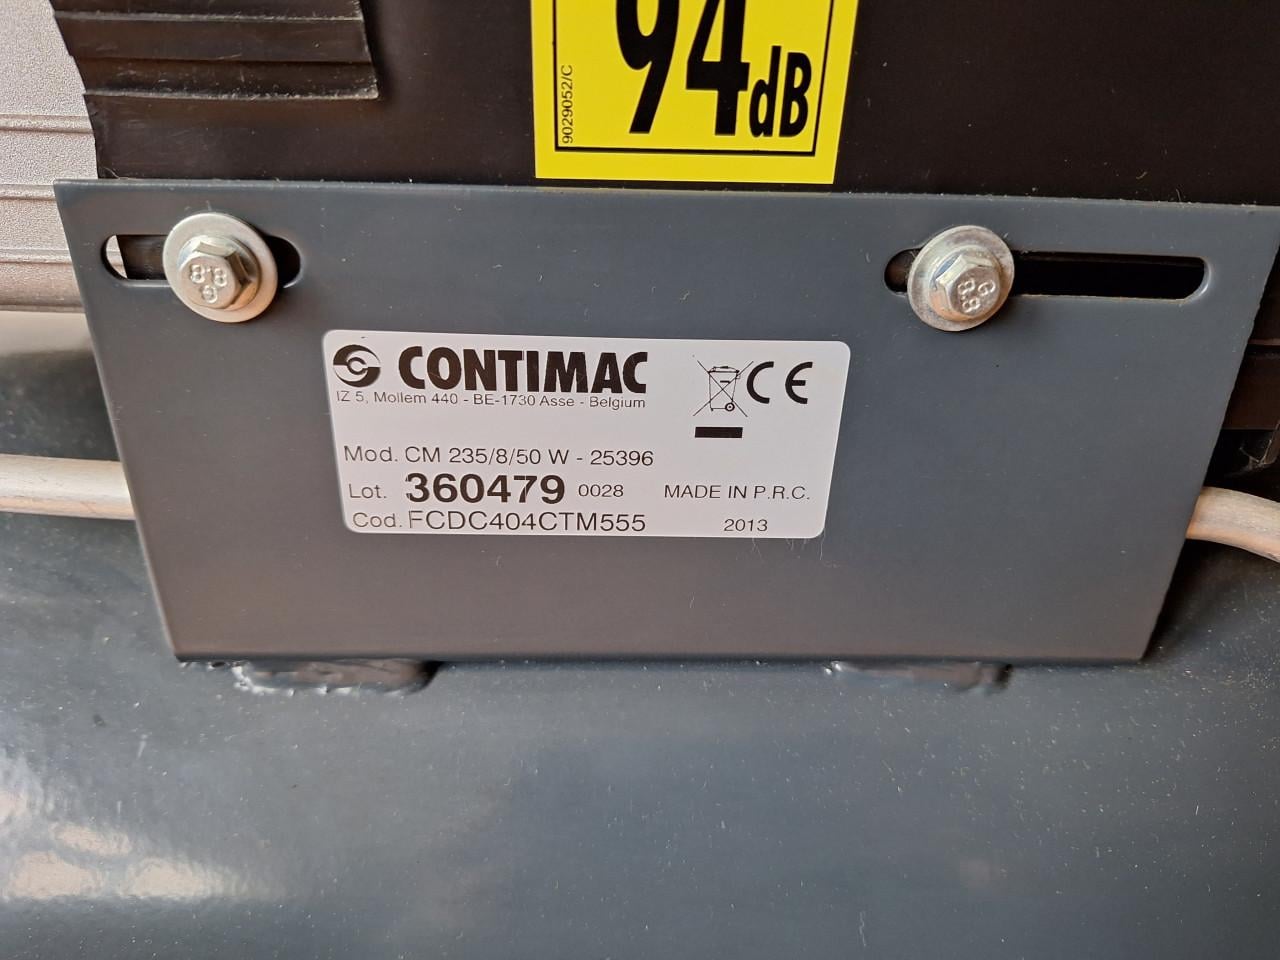 94dB
9029052/C
8.8
G
G
8.8
CONTIMAC
IZ 5, Mollem 440 - BE-1730 Asse - Belgium
CE
Mod. CM 235/8/50 W - 25396
Lot. 360479 0028 MADE IN P.R.C.
Cod. FCDC404CTM555 2013